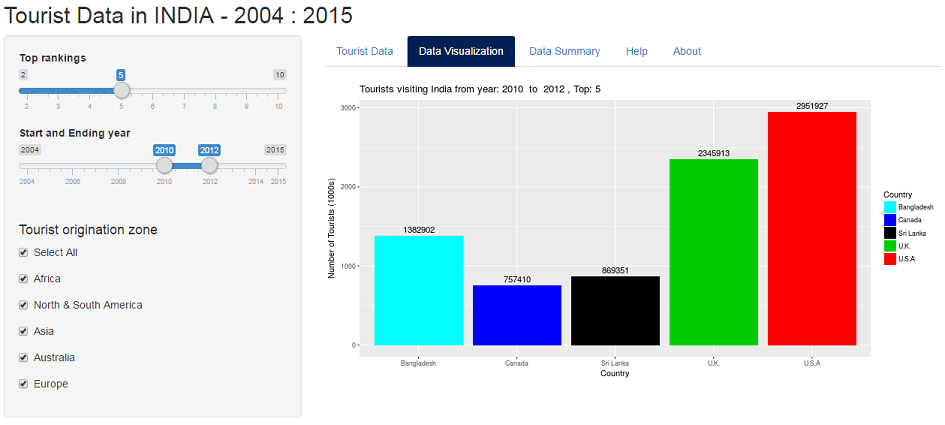 Tourist Data in INDIA - 2004 : 2015
Top rankings
2 5 10
2 3 4 5 6 7 8 9 10
Start and Ending year
2004 2010 2012 2015
2004 2006 2008 2010 2012 2014 2015
Tourist origination zone
Select All
Africa
North & South America
Asia
Australia
Europe
Tourist Data Data Visualization Data Summary Help About
Tourists visiting India from year: 2010 to 2012 , Top: 5
Number of Tourists (1000s)
3000
2000
1000
0
2951927
2345913
1382902
869351
757410
Bangladesh Canada Sri Lanka U.K. U.S.A
Country
Country
Bangladesh
Canada
Sri Lanka
U.K.
U.S.A